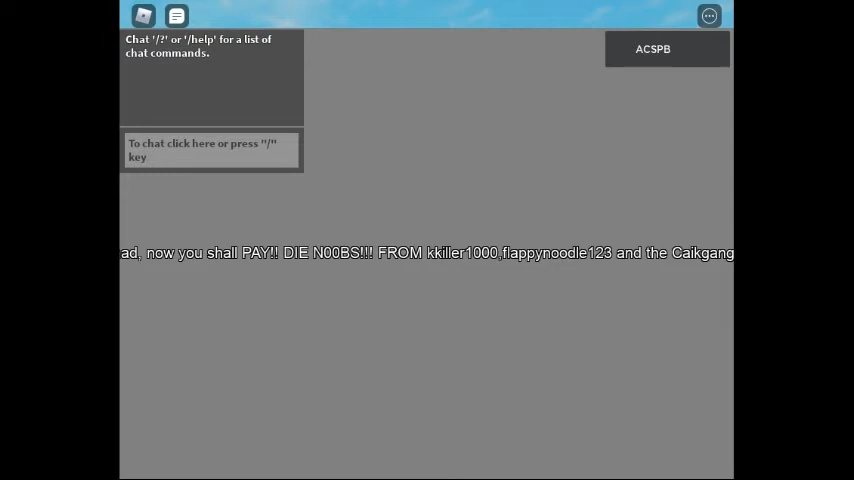 Chat '/?' or '/help' for a list of
chat commands.
ACSPB
To chat click here or press "/"
key
ad, now you shall PAY!! DIE N00BS!!! FROM kkiller1000,flappynoodle123 and the Caikgang